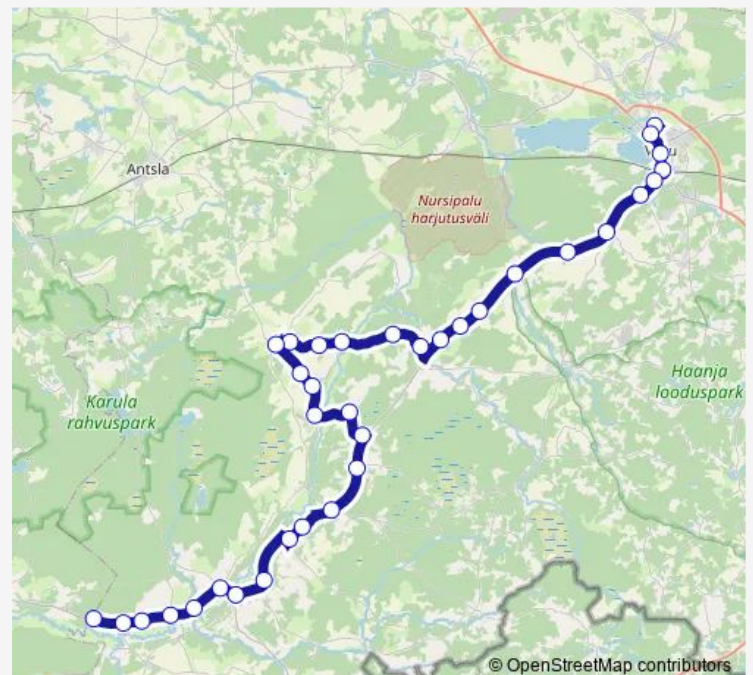 Antsla
Nursipalu
harjutusväli
Karula
rahvuspark
Haanja
looduspark
© OpenStreetMap contributors